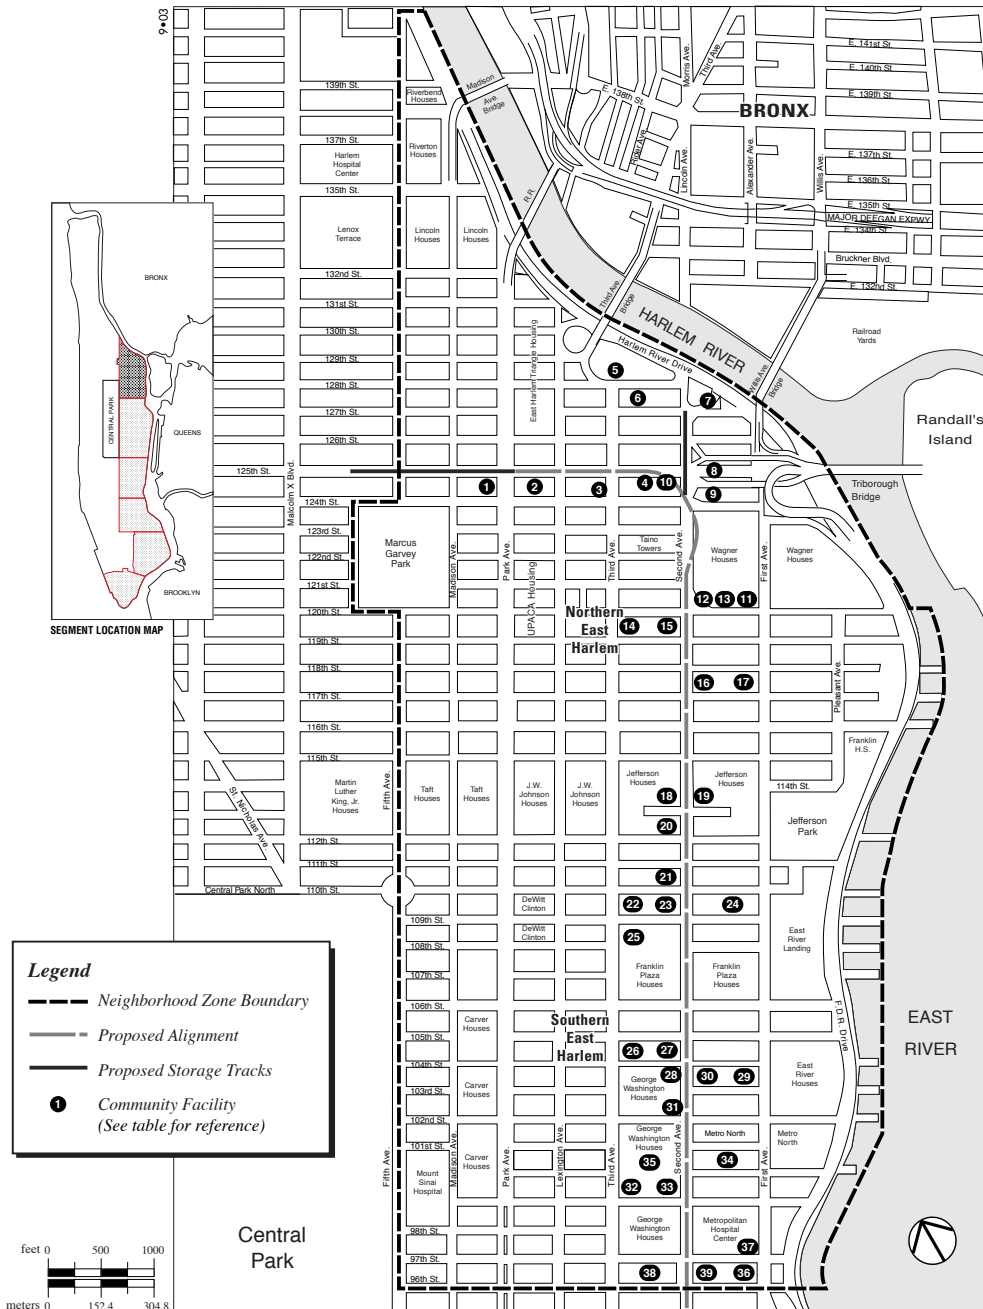 9•03
E. 141st St.
E. 140th St.
E. 139th St.
Morris Ave.
Third Ave.
Madison
Ave.
Bridge
E. 138th St.
BRONX
139th St.
Riverbend
Houses
Rider Ave.
Lincoln Ave.
Alexander Ave.
Willis Ave.
137th St.
Harlem
Hospital
Center
Riverton
Houses
E. 137th St.
E. 136th St.
135th St.
R.R.
E. 135th St.
MAJOR DEEGAN EXPWY
E. 134th St.
Lenox
Terrace
Lincoln
Houses
Lincoln
Houses
Bruckner Blvd.
132nd St.
E. 132nd St.
131st St.
Third Ave.
Bridge
HARLEM RIVER
Harlem River Drive
130th St.
Railroad
Yards
129th St.
East Harlem Triangle Housing
5
128th St.
6
7
Willis Ave.
Bridge
127th St.
Randall's
Island
126th St.
125th St.
Malcolm X Blvd.
1
2
3
4
10
8
9
Triborough
Bridge
124th St.
123rd St.
122nd St.
121st St.
120th St.
Marcus
Garvey
Park
Madison Ave.
Park Ave.
Third Ave.
Taino
Towers
Second Ave.
Wagner
Houses
First Ave.
Wagner
Houses
UPACA Housing
12
13
11
BRONX
CENTRAL PARK
QUEENS
BROOKLYN
SEGMENT LOCATION MAP
Northern
East
Harlem
14
15
119th St.
118th St.
16
17
Pleasant Ave.
117th St.
116th St.
Franklin
H.S.
115th St.
St. Nicholas Ave
Martin
Luther
King, Jr.
Houses
Fifth Ave.
Taft
Houses
Taft
Houses
J.W.
Johnson
Houses
J.W.
Johnson
Houses
Jefferson
Houses
18
Jefferson
Houses
19
114th St.
Jefferson
Park
20
112th St.
111th St.
21
Central Park North
110th St.
DeWitt
Clinton
22
23
24
109th St.
DeWitt
Clinton
25
East
River
Landing
108th St.
107th St.
Franklin
Plaza
Houses
Franklin
Plaza
Houses
Legend
Neighborhood Zone Boundary
Proposed Alignment
Proposed Storage Tracks
1
Community Facility
(See table for reference)
106th St.
F.D.R. Drive
EAST
RIVER
Carver
Houses
105th St.
Southern
East
Harlem
26
27
104th St.
Carver
Houses
George
Washington
Houses
28
30
29
East
River
Houses
103rd St.
31
102nd St.
101st St.
Fifth Ave.
Madison Ave.
Mount
Sinai
Hospital
Carver
Houses
Park Ave.
Lexington Ave.
Third Ave.
George
Washington
Houses
Second Ave.
Metro North
First Ave.
Metro
North
35
34
32
33
Central
Park
98th St.
George
Washington
Houses
Metropolitan
Hospital
Center
37
97th St.
96th St.
38
39
36
feet 0 500 1000
meters 0 152.4 304.8